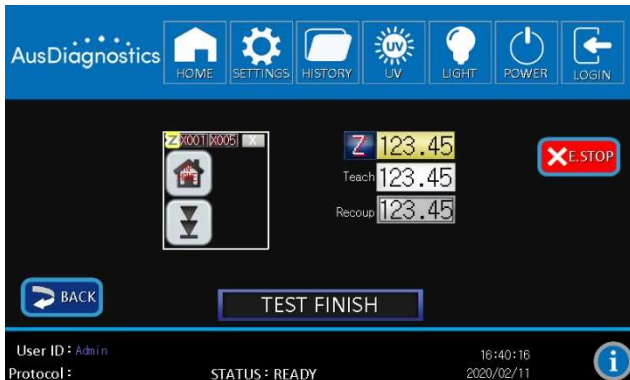 AusDiagnostics
HOME SETTINGS HISTORY UV LIGHT POWER LOGIN
Z X001 X005 X
Z 123.45
Teach 123.45
Recoup 123.45
E.STOP
BACK
TEST FINISH
User ID : Admin
Protocol :
STATUS : READY
16:40:16
2020/02/11
i